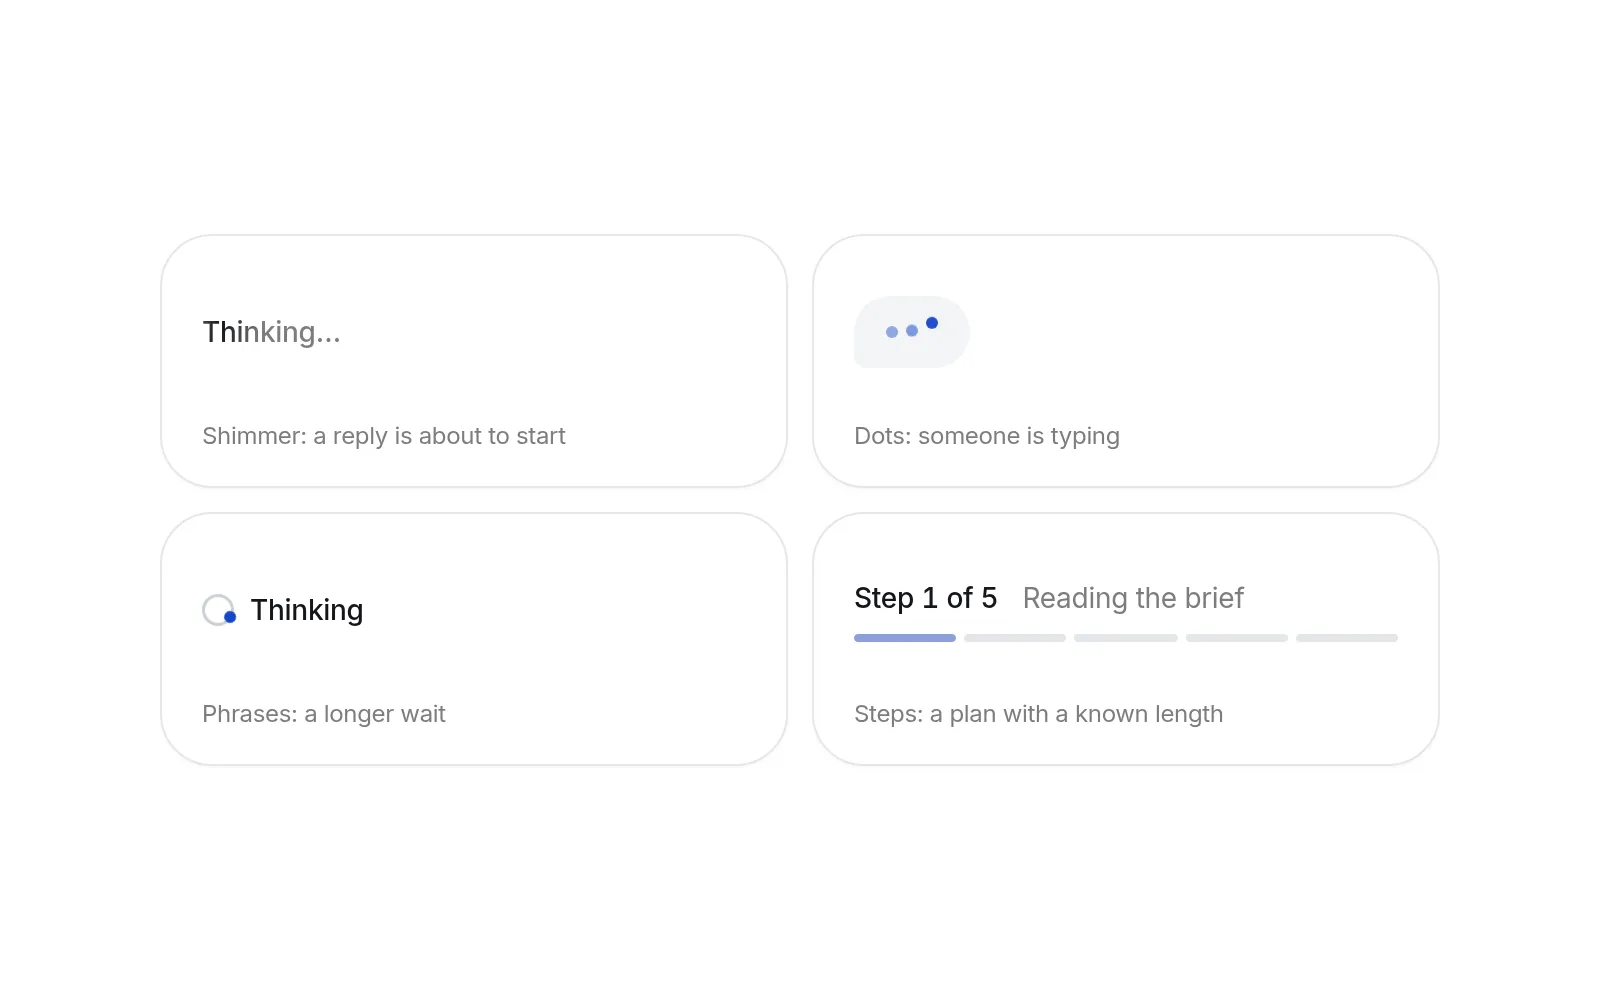 Thinking...
Shimmer: a reply is about to start
Dots: someone is typing
Thinking
Phrases: a longer wait
Step 1 of 5 Reading the brief
Steps: a plan with a known length